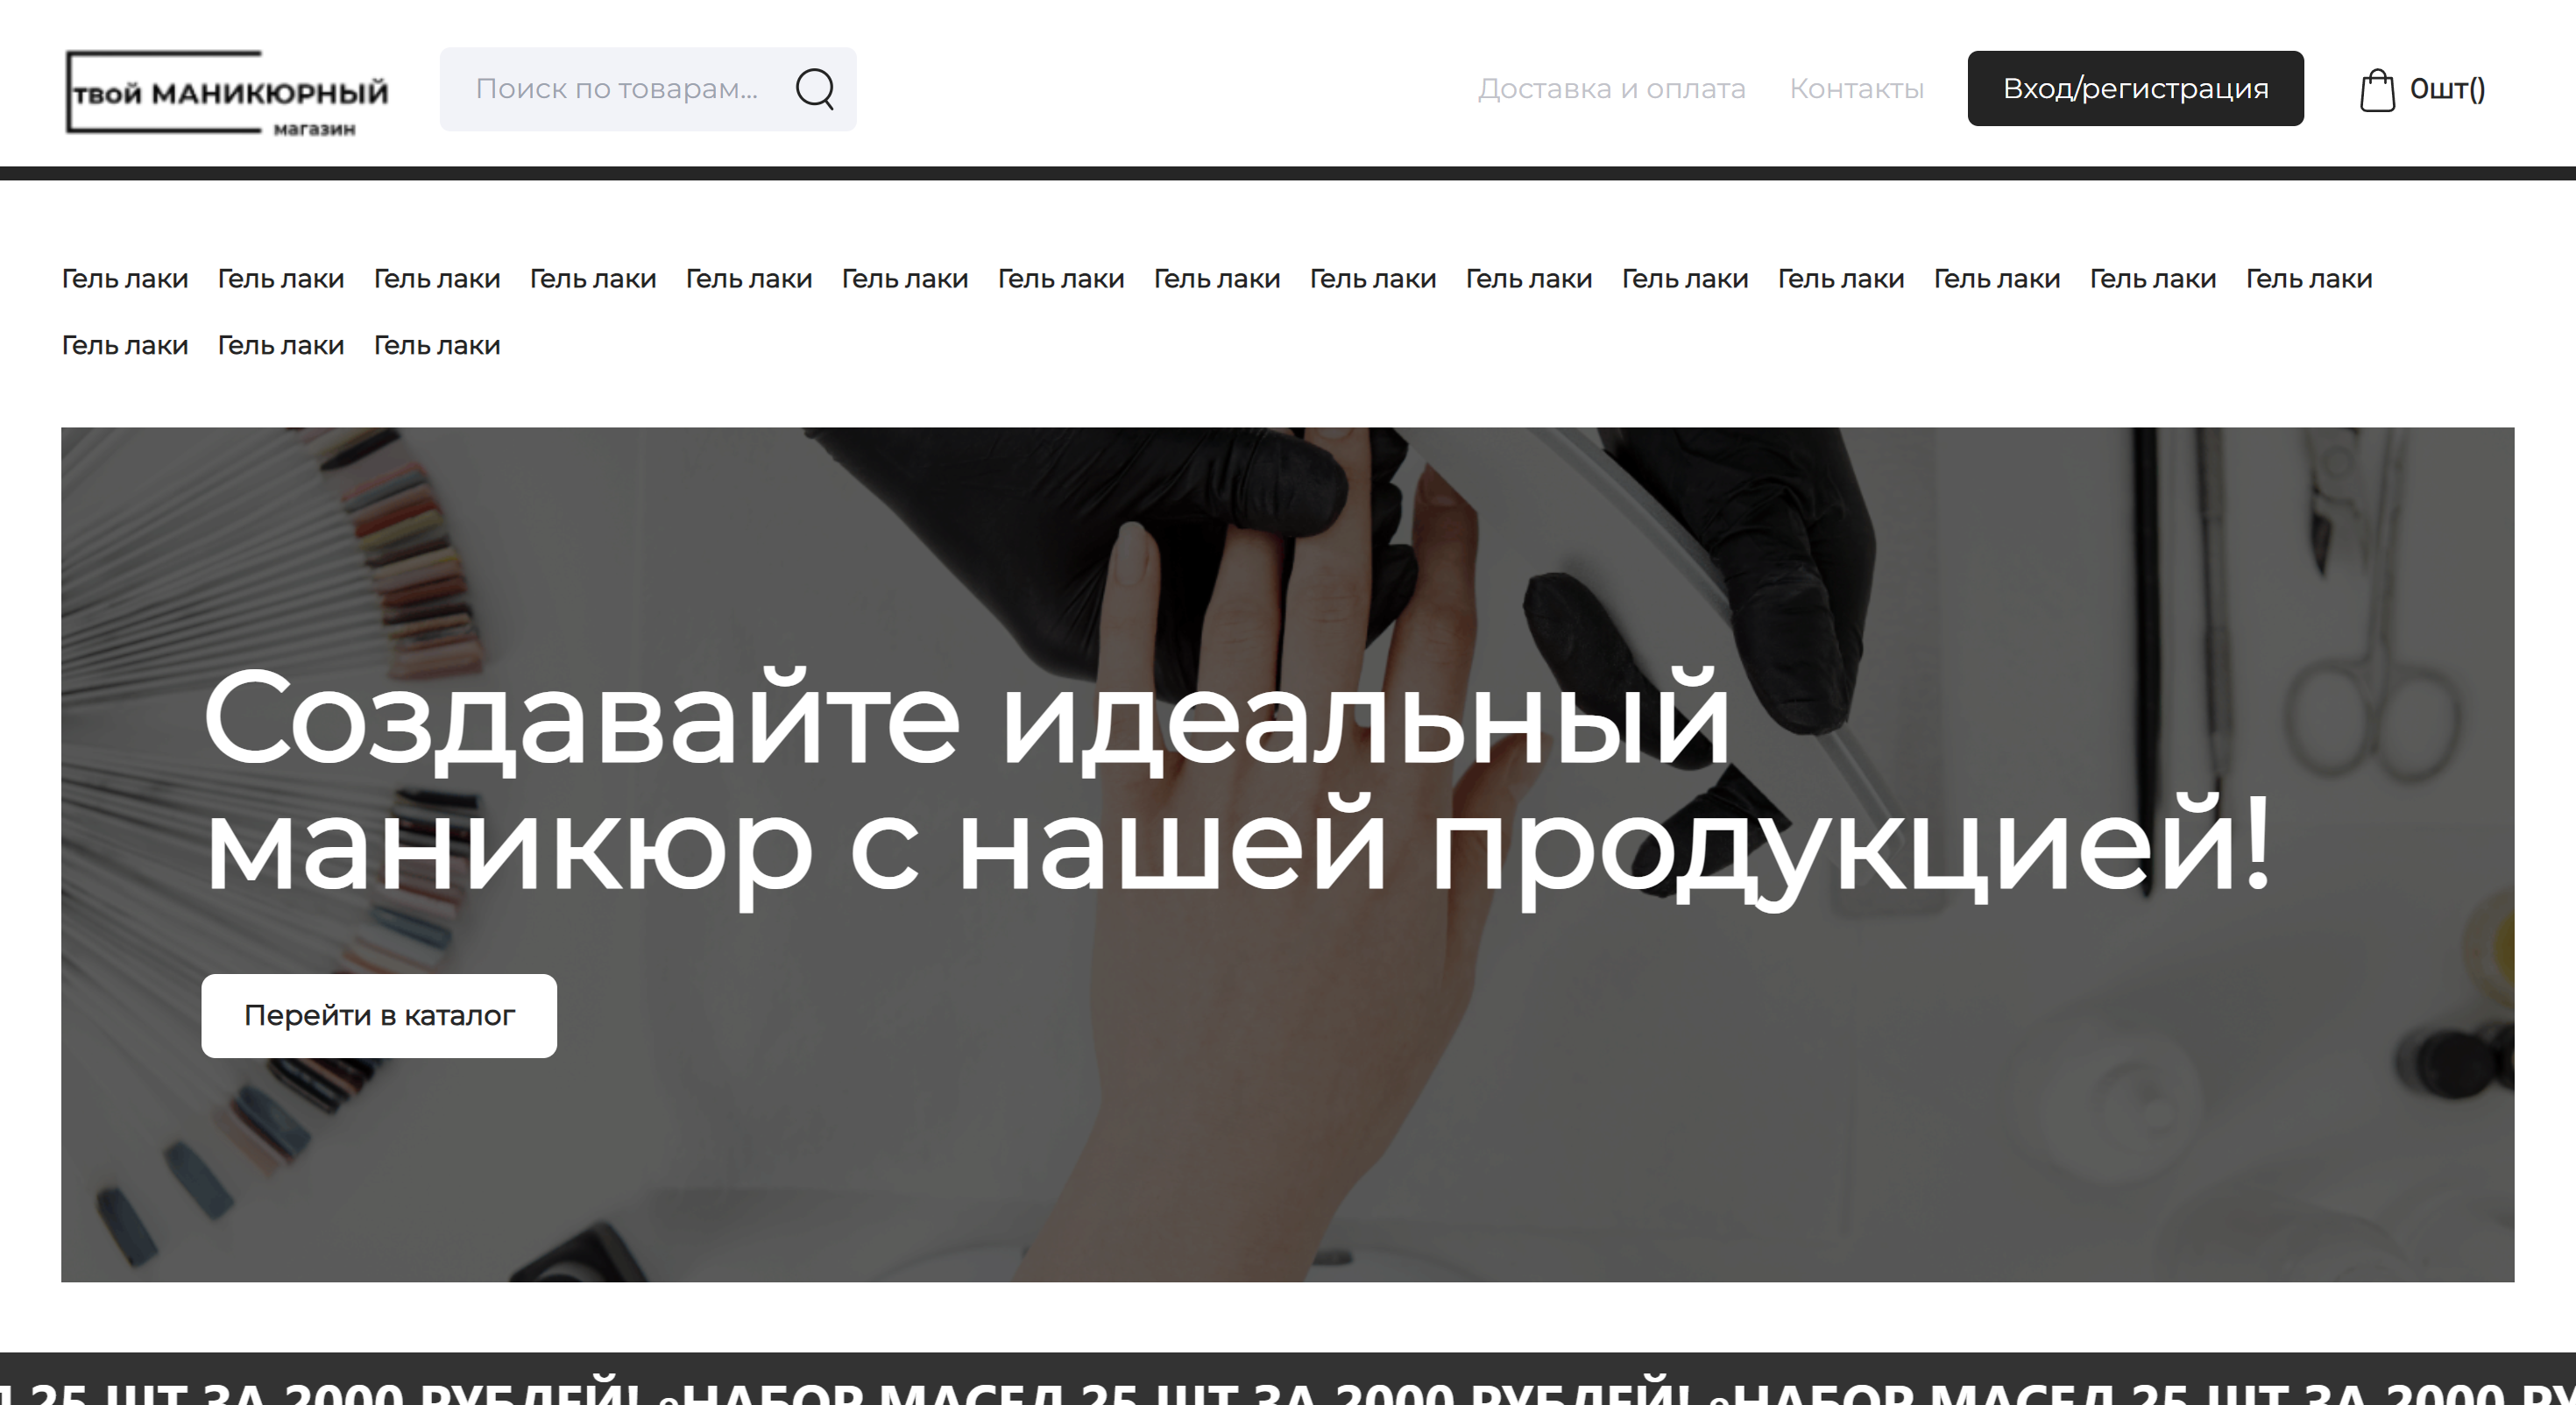 твой МАНИКЮРНЫЙ
магазин
Поиск по товарам...
Доставка и оплата Контакты Вход/регистрация 0шт()
Гель лаки Гель лаки Гель лаки Гель лаки Гель лаки Гель лаки Гель лаки Гель лаки Гель лаки Гель лаки Гель лаки Гель лаки Гель лаки Гель лаки Гель лаки
Гель лаки Гель лаки Гель лаки
Создавайте идеальный
маникюр с нашей продукцией!
Перейти в каталог
25 ШТ ЗА 2000 РУБЛЕЙ! НАБОР МАСЕЛ 25 ШТ ЗА 2000 РУБЛЕЙ! НАБОР МАСЕЛ 25 ШТ ЗА 2000